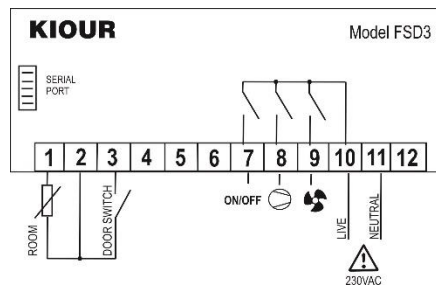 KIOUR
Model FSD3
SERIAL
PORT
1 2 3 4 5 6 7 8 9 10 11 12
ROOM
DOOR SWITCH
ON/OFF
LIVE
NEUTRAL
230VAC